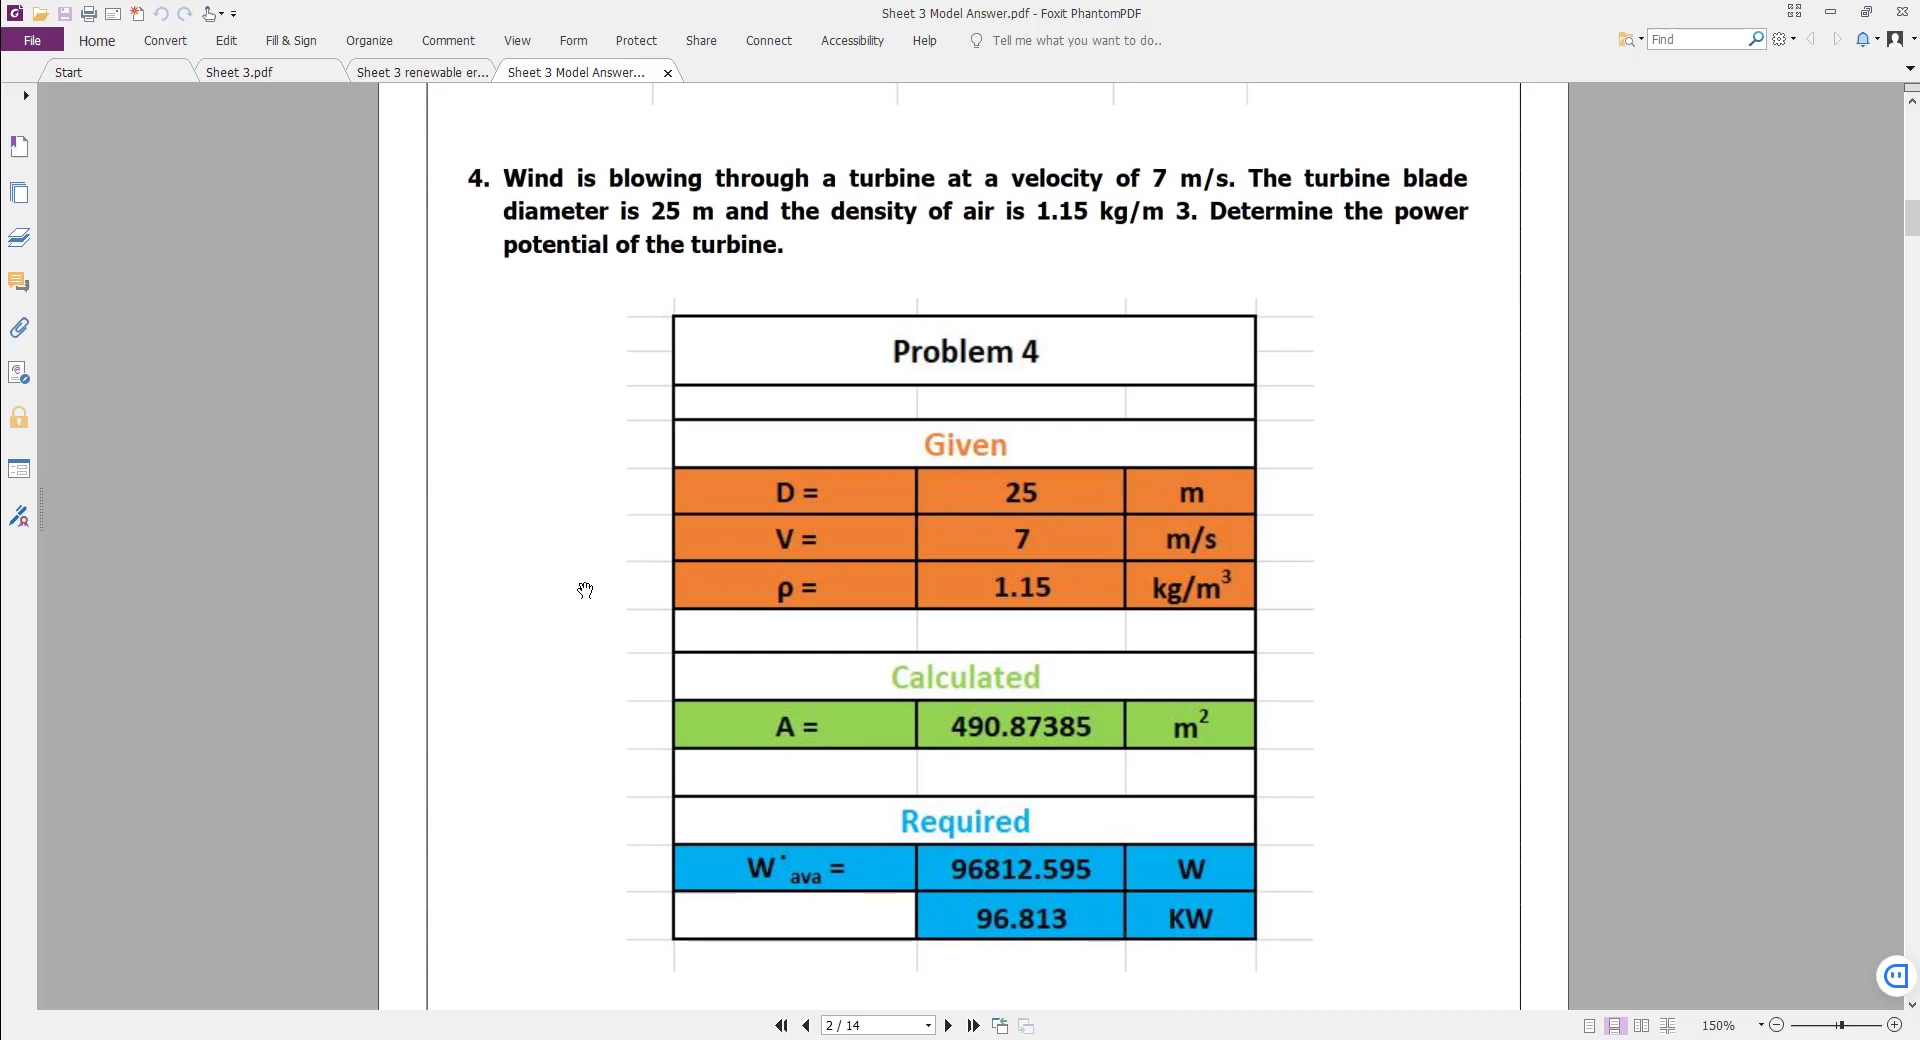 Sheet 3 Model Answer.pdf - Foxit PhantomPDF
File Home Convert Edit Fill & Sign Organize Comment View Form Protect Share Connect Accessibility Help Tell me what you want to do.. Find
Start Sheet 3.pdf Sheet 3 renewable er... Sheet 3 Model Answer...
4. Wind is blowing through a turbine at a velocity of 7 m/s. The turbine blade
diameter is 25 m and the density of air is 1.15 kg/m 3. Determine the power
potential of the turbine.
Problem 4
Given
D = 25 m
V = 7 m/s
ρ = 1.15 kg/m³
Calculated
A = 490.87385 m²
Required
W˙ava = 96812.595 W
96.813 KW
2 / 14 150%